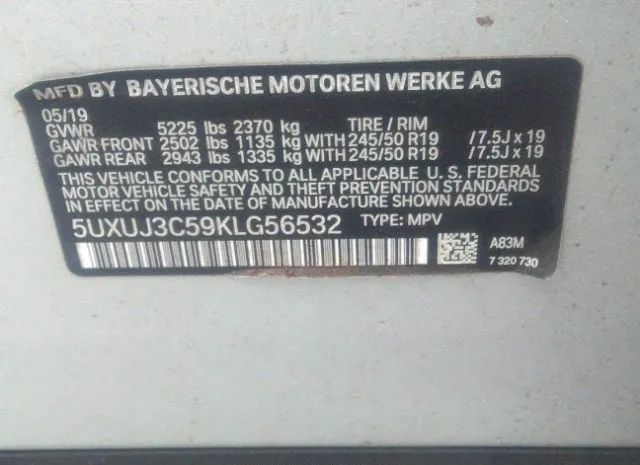 MFD BY BAYERISCHE MOTOREN WERKE AG
05/19
GVWR 5225 lbs 2370 kg TIRE / RIM
GAWR FRONT 2502 lbs 1135 kg WITH 245/50 R19 /7.5J x 19
GAWR REAR 2943 lbs 1335 kg WITH 245/50 R19 /7.5J x 19
THIS VEHICLE CONFORMS TO ALL APPLICABLE U.S. FEDERAL
MOTOR VEHICLE SAFETY AND THEFT PREVENTION STANDARDS
IN EFFECT ON THE DATE OF MANUFACTURE SHOWN ABOVE.
5UXUJ3C59KLG56532 TYPE: MPV
A83M
7 320 730